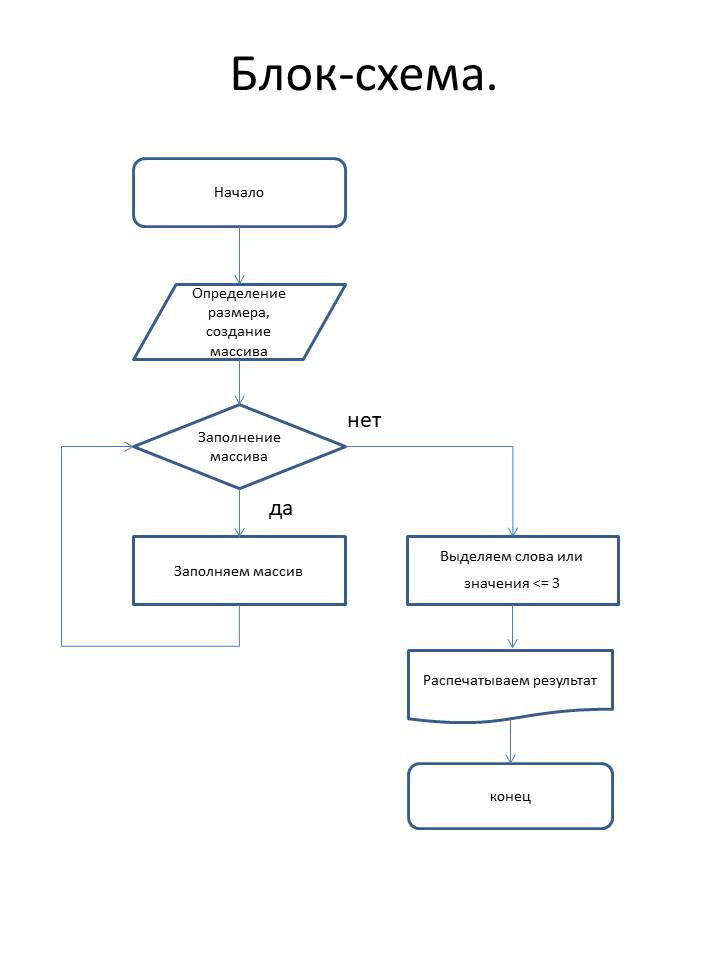 Блок-схема.
Начало
Определение
размера,
создание
массива
Заполнение
массива
нет
да
Заполняем массив
Выделяем слова или
значения <= 3
Распечатываем результат
конец